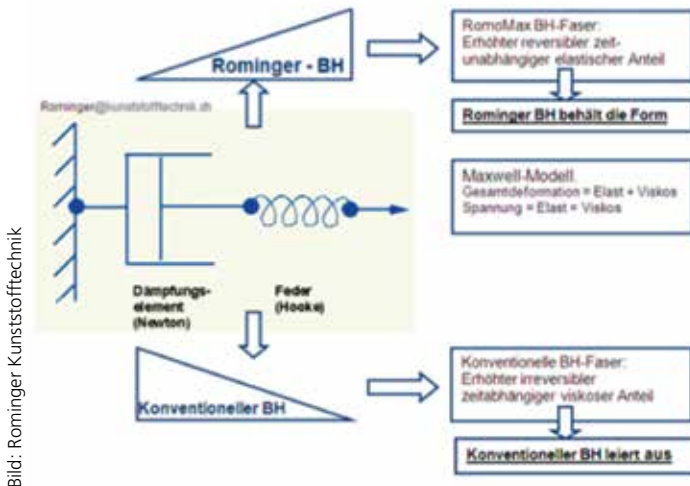 Rominger - BH
RomoMax BH-Faser:
Erhöhter reversibler zeit-
unabhängiger elastischer Anteil
Rominger BH behält die Form
Rominger@kunststofftechnik.ch
Maxwell-Modell
Gesamtdeformation = Elast + Viskos
Spannung = Elast = Viskos
Dämpfungs-
element
(Newton)
Feder
(Hooke)
Konventioneller BH
Konventionelle BH-Faser:
Erhöhter irreversibler
zeitabhängiger viskoser Anteil
Konventioneller BH leiert aus
Bild: Rominger Kunststofftechnik